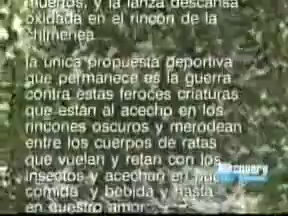 muertos, y la lanza descansa
oxidada en el rincón de la
chimenea
la única propuesta deportiva
que permanece es la guerra
contra estas feroces criaturas
que están al acecho en los
rincones oscuros y merodean
entre los cuerpos de ratas
que vuelan y retan con los
insectos y acechan en
comida y bebida y hasta
en nuestro amor
Discovery